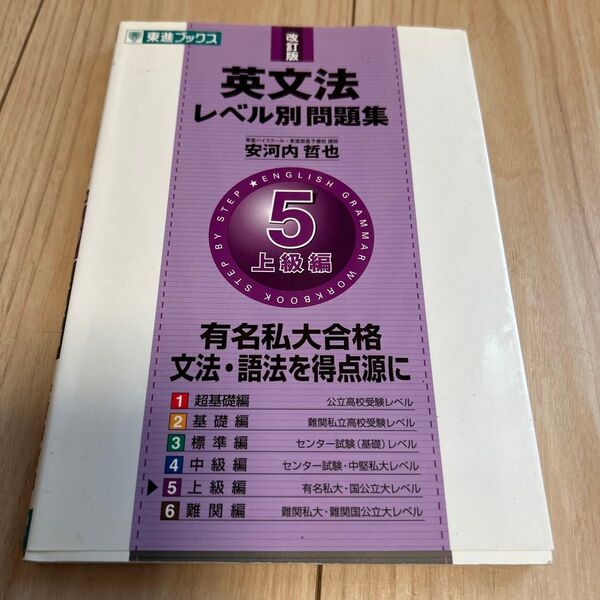 東進ブックス
改訂版
英文法
レベル別問題集
東進ハイスクール・東進衛星予備校 講師
安河内 哲也
STEP BY STEP ★ ENGLISH GRAMMAR WORKBOOK
5
上級編
有名私大合格
文法・語法を得点源に
1 超基礎編 公立高校受験レベル
2 基礎編 難関私立高校受験レベル
3 標準編 センター試験(基礎)レベル
4 中級編 センター試験・中堅私大レベル
▶ 5 上級編 有名私大・国公立大レベル
6 難関編 難関私大・難関国公立大レベル